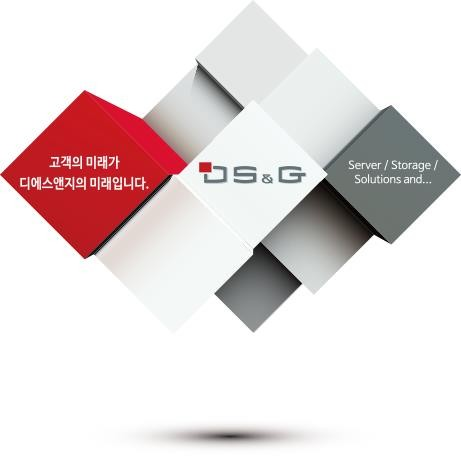 고객의 미래가
디에스앤지의 미래입니다.
DS&G
Server / Storage /
Solutions and...